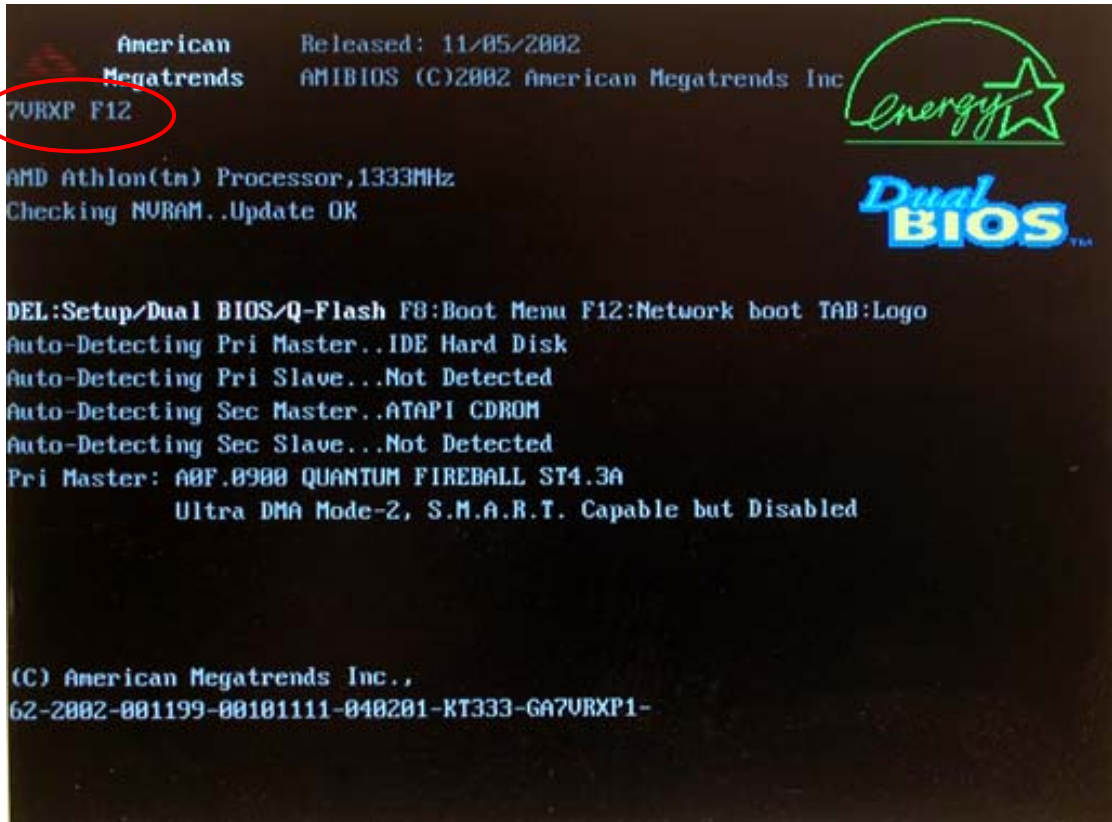 American Released: 11/05/2002
Megatrends AMIBIOS (C)2002 American Megatrends Inc
7VRXP F12
energy
AMD Athlon(tm) Processor,1333MHz
Checking NVRAM..Update OK
Dual
BIOS TM
DEL:Setup/Dual BIOS/Q-Flash F8:Boot Menu F12:Network boot TAB:Logo
Auto-Detecting Pri Master..IDE Hard Disk
Auto-Detecting Pri Slave...Not Detected
Auto-Detecting Sec Master..ATAPI CDROM
Auto-Detecting Sec Slave...Not Detected
Pri Master: A0F.0900 QUANTUM FIREBALL ST4.3A
Ultra DMA Mode-2, S.M.A.R.T. Capable but Disabled
(C) American Megatrends Inc.,
62-2002-001199-00101111-040201-KT333-GA7VRXP1-